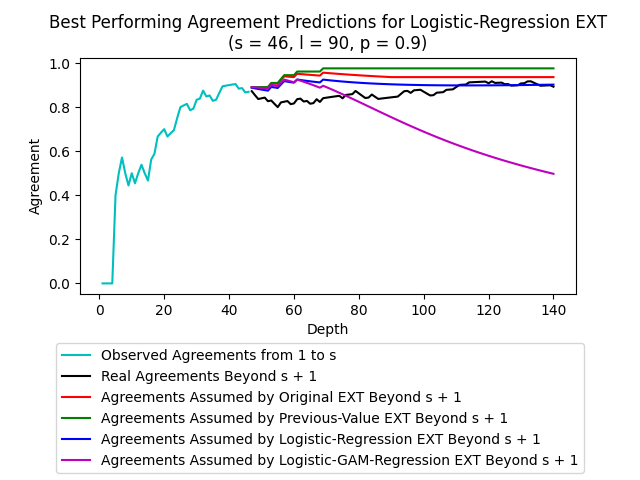 Best Performing Agreement Predictions for Logistic-Regression EXT
(s = 46, l = 90, p = 0.9)
1.0
0.8
0.6
0.4
0.2
0.0
Agreement
0 20 40 60 80 100 120 140
Depth
Observed Agreements from 1 to s
Real Agreements Beyond s + 1
Agreements Assumed by Original EXT Beyond s + 1
Agreements Assumed by Previous-Value EXT Beyond s + 1
Agreements Assumed by Logistic-Regression EXT Beyond s + 1
Agreements Assumed by Logistic-GAM-Regression EXT Beyond s + 1